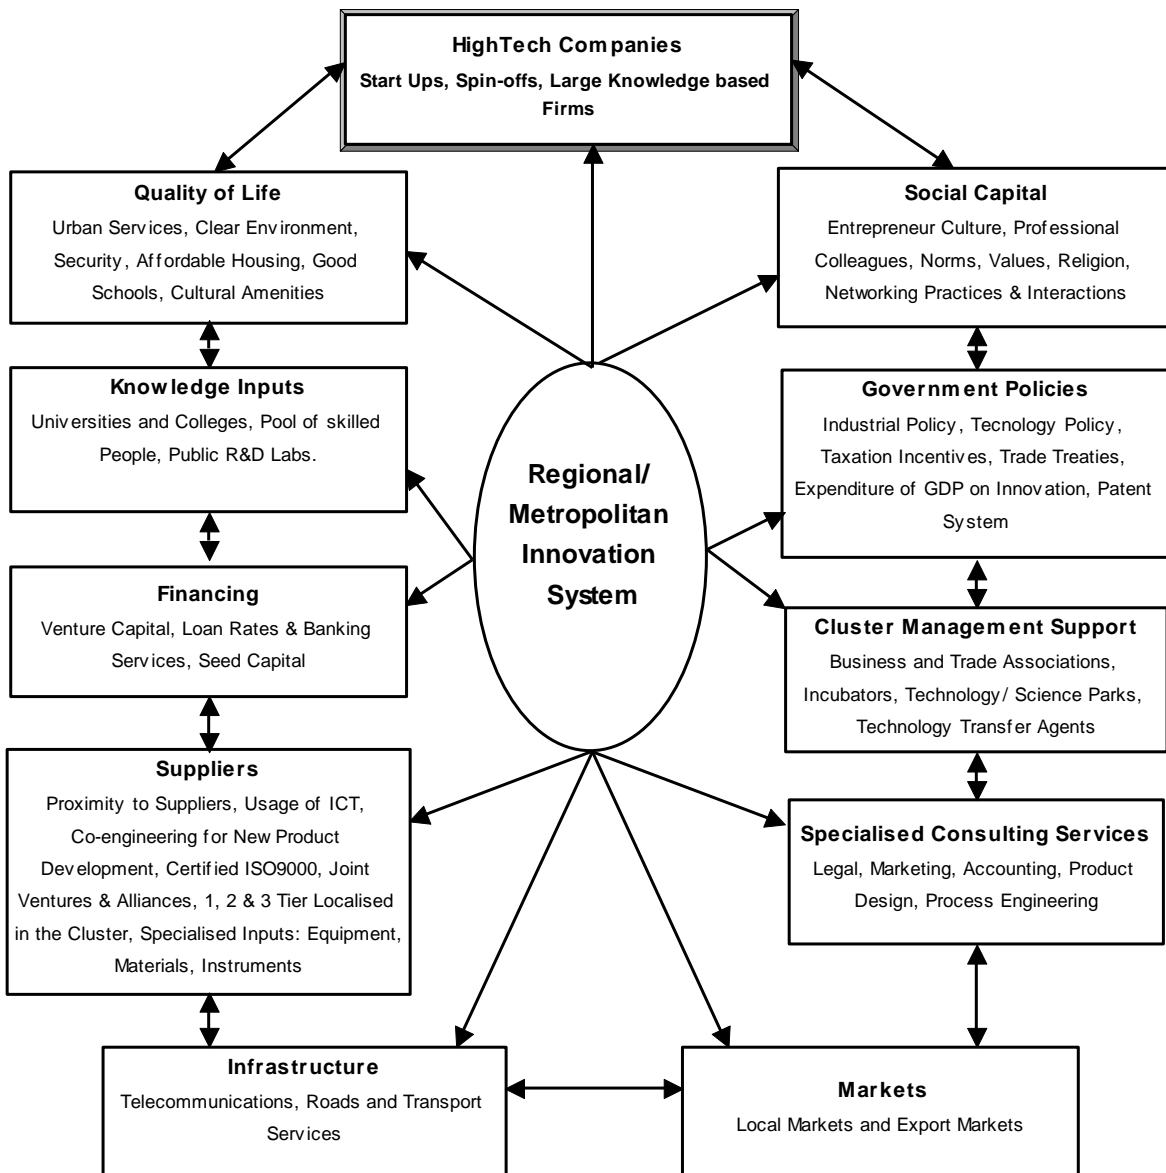 HighTech Companies
Start Ups, Spin-offs, Large Knowledge based
Firms
Quality of Life
Urban Services, Clear Environment,
Security, Affordable Housing, Good
Schools, Cultural Amenities
Social Capital
Entrepreneur Culture, Professional
Colleagues, Norms, Values, Religion,
Networking Practices & Interactions
Knowledge Inputs
Universities and Colleges, Pool of skilled
People, Public R&D Labs.
Government Policies
Industrial Policy, Tecnology Policy,
Taxation Incentives, Trade Treaties,
Expenditure of GDP on Innovation, Patent
System
Regional/
Metropolitan
Innovation
System
Financing
Venture Capital, Loan Rates & Banking
Services, Seed Capital
Cluster Management Support
Business and Trade Associations,
Incubators, Technology/ Science Parks,
Technology Transfer Agents
Suppliers
Proximity to Suppliers, Usage of ICT,
Co-engineering for New Product
Development, Certified ISO9000, Joint
Ventures & Alliances, 1, 2 & 3 Tier Localised
in the Cluster, Specialised Inputs: Equipment,
Materials, Instruments
Specialised Consulting Services
Legal, Marketing, Accounting, Product
Design, Process Engineering
Infrastructure
Telecommunications, Roads and Transport
Services
Markets
Local Markets and Export Markets